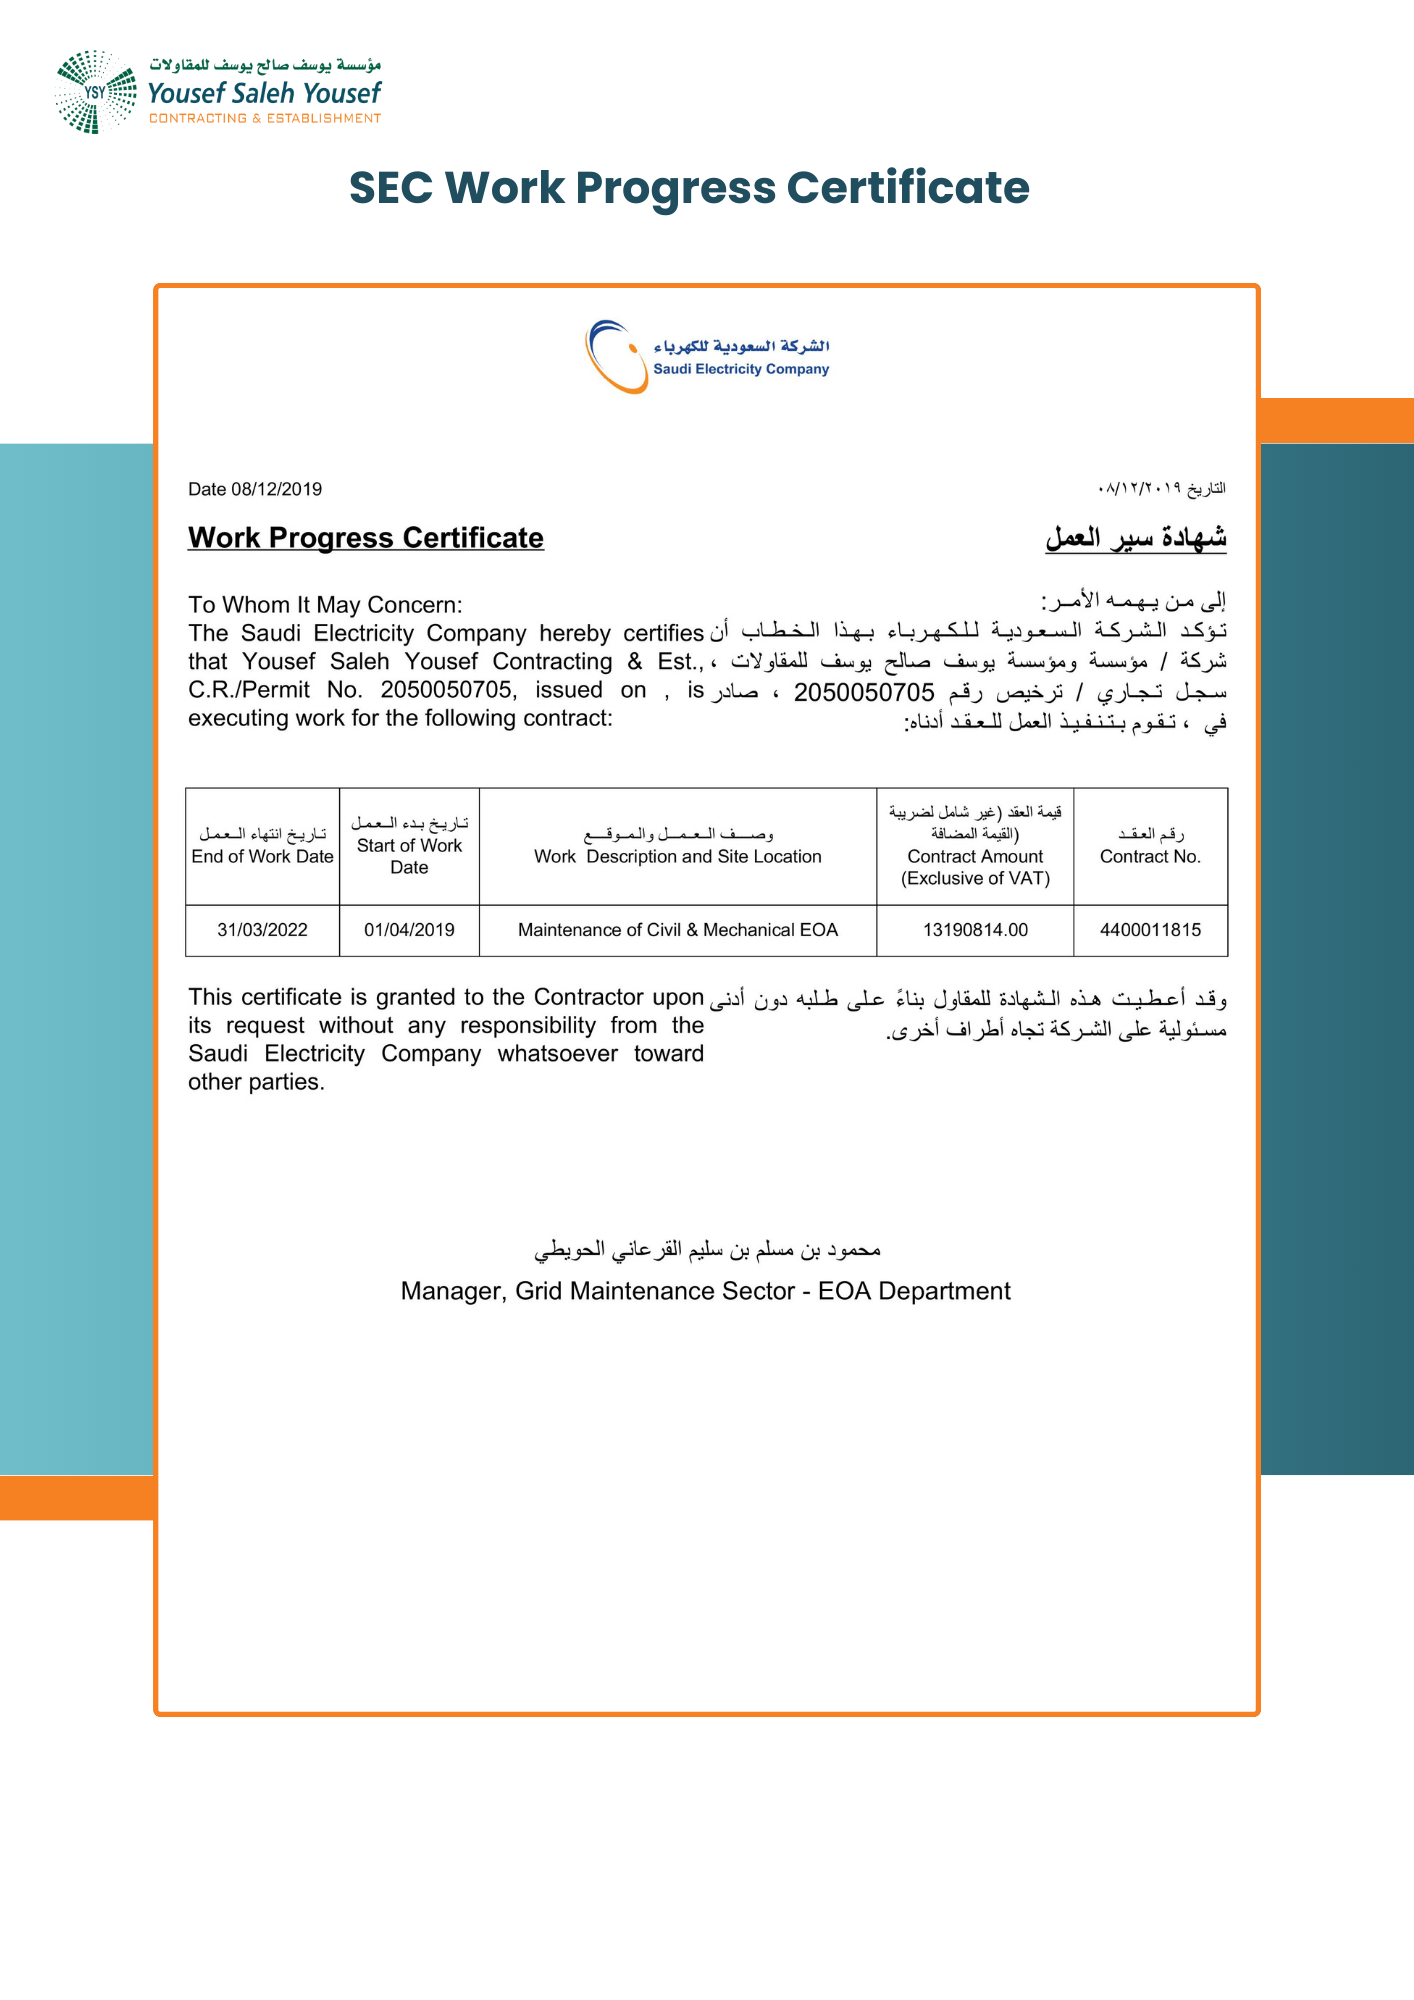 مؤسسة يوسف صالح يوسف للمقاولات
YSY
Yousef Saleh Yousef
CONTRACTING & ESTABLISHMENT
SEC Work Progress Certificate
الشركة السعودية للكهرباء
Saudi Electricity Company
Date 08/12/2019
التاريخ ٠٨/١٢/٢٠١٩
Work Progress Certificate
شهادة سير العمل
To Whom It May Concern:
The Saudi Electricity Company hereby certifies
that Yousef Saleh Yousef Contracting & Est.,
C.R./Permit No. 2050050705, issued on , is
executing work for the following contract:
إلى من يهمه الأمر:
تؤكد الشركة السعودية للكهرباء بهذا الخطاب أن
شركة / مؤسسة ومؤسسة يوسف صالح يوسف للمقاولات ،
سجل تجاري / ترخيص رقم 2050050705 ، صادر
في ، تقوم بتنفيذ العمل للعقد أدناه:
تاريخ انتهاء العمل
End of Work Date
تاريخ بدء العمل
Start of Work
Date
وصف العمل والموقع
Work Description and Site Location
قيمة العقد (غير شامل لضريبة
القيمة المضافة)
Contract Amount
(Exclusive of VAT)
رقم العقد
Contract No.
31/03/2022
01/04/2019
Maintenance of Civil & Mechanical EOA
13190814.00
4400011815
This certificate is granted to the Contractor upon
its request without any responsibility from the
Saudi Electricity Company whatsoever toward
other parties.
وقد أعطيت هذه الشهادة للمقاول بناءً على طلبه دون أدنى
مسئولية على الشركة تجاه أطراف أخرى.
محمود بن مسلم بن سليم القرعاني الحويطي
Manager, Grid Maintenance Sector - EOA Department